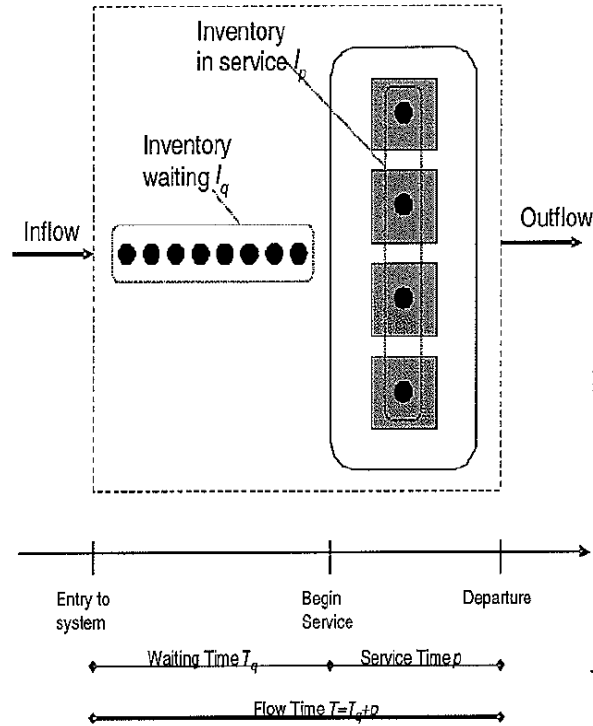 Inventory
in service I_p
Inventory
waiting I_q
Inflow
Outflow
Entry to
system
Begin
Service
Departure
Waiting Time T_q
Service Time p
Flow Time T=T_q+p